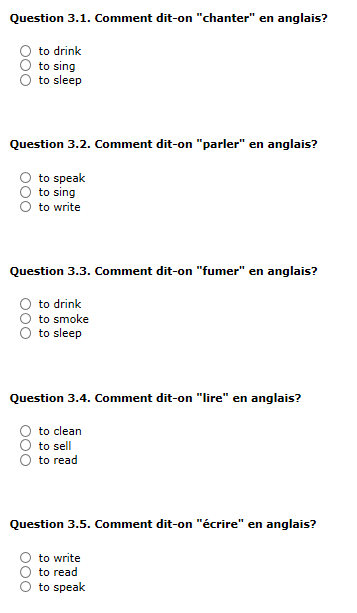 Question 3.1. Comment dit-on "chanter" en anglais?
to drink
to sing
to sleep
Question 3.2. Comment dit-on "parler" en anglais?
to speak
to sing
to write
Question 3.3. Comment dit-on "fumer" en anglais?
to drink
to smoke
to sleep
Question 3.4. Comment dit-on "lire" en anglais?
to clean
to sell
to read
Question 3.5. Comment dit-on "écrire" en anglais?
to write
to read
to speak